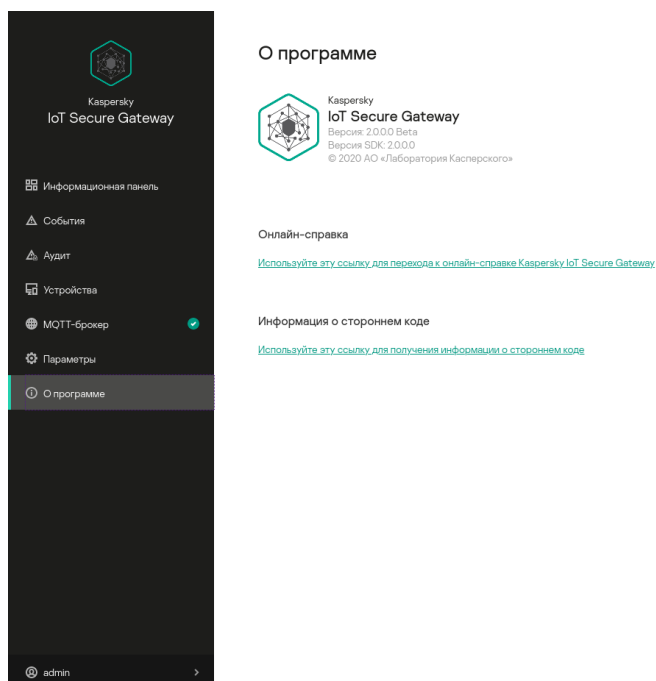 Kaspersky
IoT Secure Gateway
Информационная панель
События
Аудит
Устройства
MQTT-брокер
Параметры
О программе
admin
О программе
Kaspersky
IoT Secure Gateway
Версия: 2.0.0.0 Beta
Версия SDK: 2.0.0.0
© 2020 АО «Лаборатория Касперского»
Онлайн-справка
Используйте эту ссылку для перехода к онлайн-справке Kaspersky IoT Secure Gateway
Информация о стороннем коде
Используйте эту ссылку для получения информации о стороннем коде